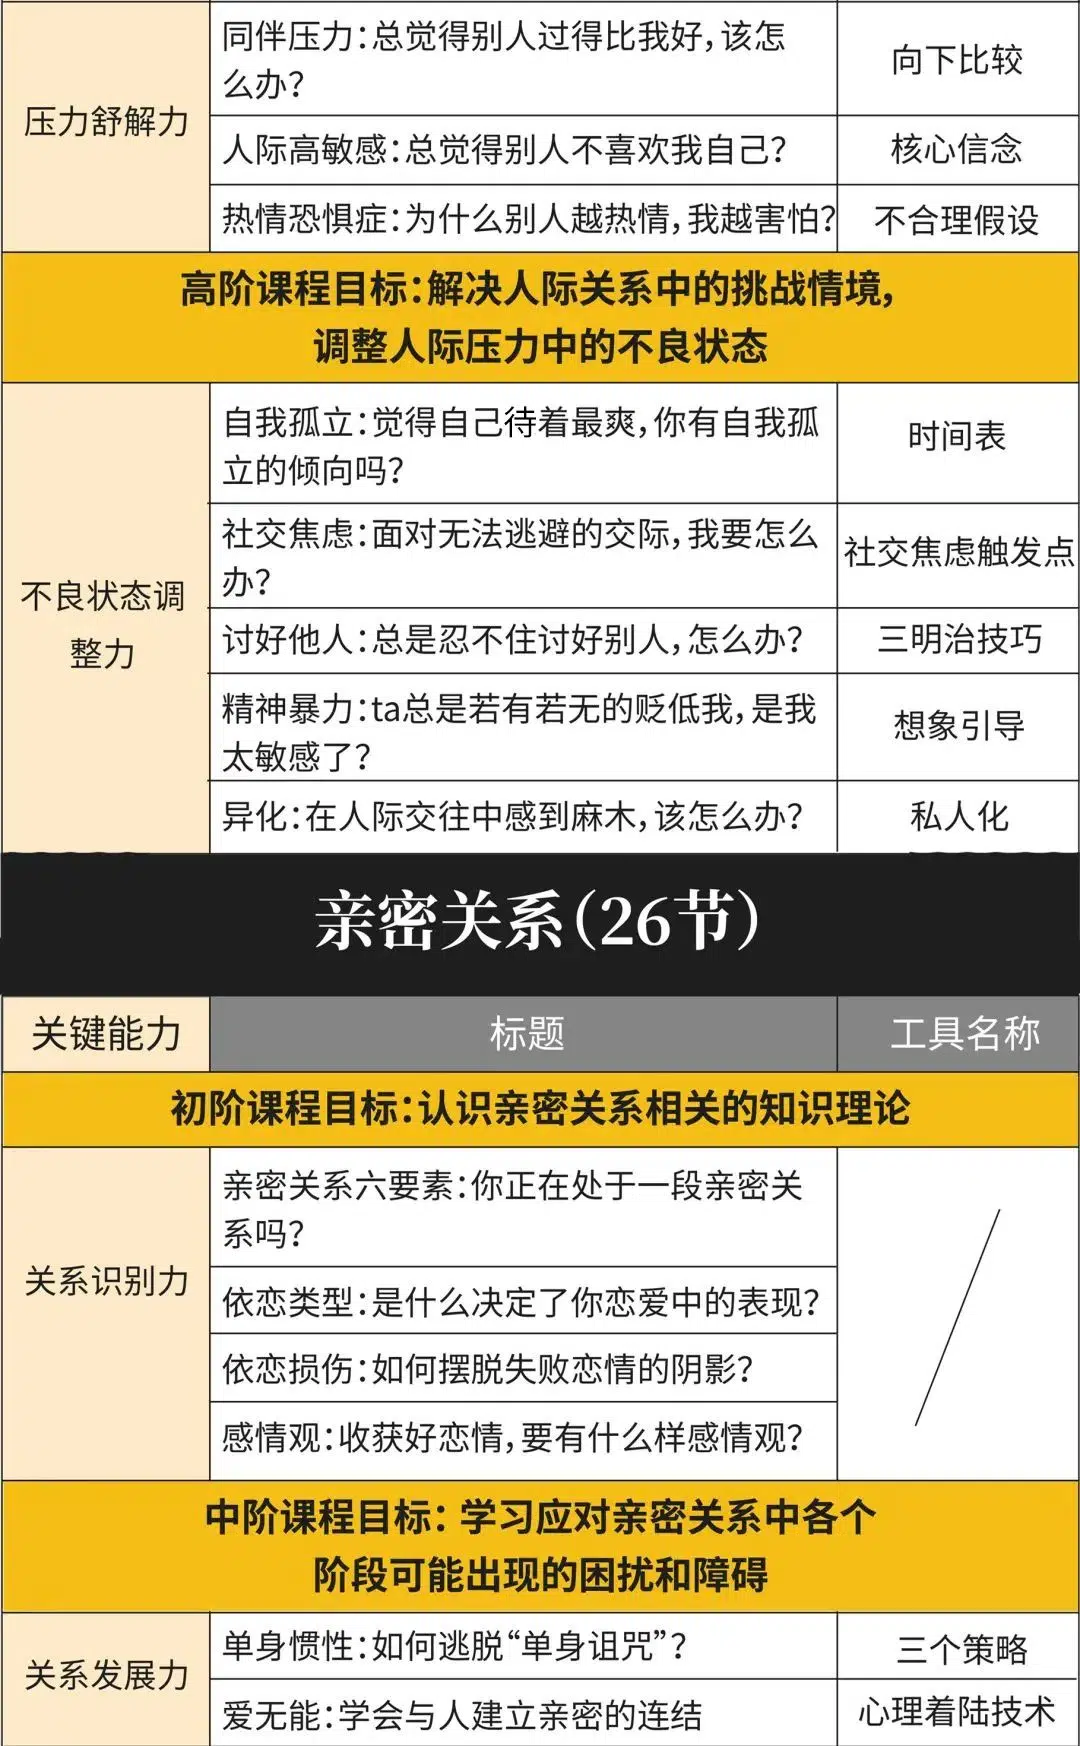 同伴压力：总觉得别人过得比我好，该怎
么办？
向下比较
压力舒解力
人际高敏感：总觉得别人不喜欢我自己？
核心信念
热情恐惧症：为什么别人越热情，我越害怕？
不合理假设
高阶课程目标：解决人际关系中的挑战情境，
调整人际压力中的不良状态
自我孤立：觉得自己待着最爽，你有自我孤
立的倾向吗？
时间表
社交焦虑：面对无法逃避的交际，我要怎么
办？
社交焦虑触发点
不良状态调
整力
讨好他人：总是忍不住讨好别人，怎么办？
三明治技巧
精神暴力：ta总是若有若无的贬低我，是我
太敏感了？
想象引导
异化：在人际交往中感到麻木，该怎么办？
私人化
亲密关系（26节）
关键能力
标题
工具名称
初阶课程目标：认识亲密关系相关的知识理论
亲密关系六要素：你正在处于一段亲密关
系吗？
关系识别力
依恋类型：是什么决定了你恋爱中的表现？
依恋损伤：如何摆脱失败恋情的阴影？
感情观：收获好恋情，要有什么样感情观？
中阶课程目标：学习应对亲密关系中各个
阶段可能出现的困扰和障碍
单身惯性：如何逃脱“单身诅咒”？
三个策略
关系发展力
爱无能：学会与人建立亲密的连结
心理着陆技术